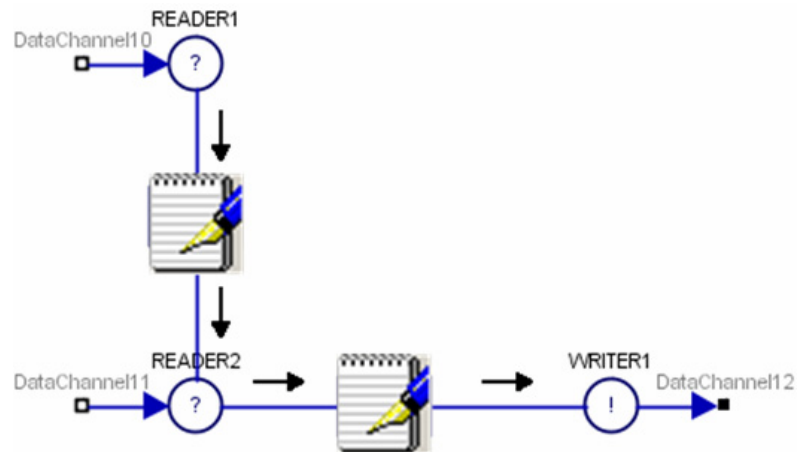 READER1
DataChannel10
?
READER2
WRITER1
DataChannel11
DataChannel12
?
!